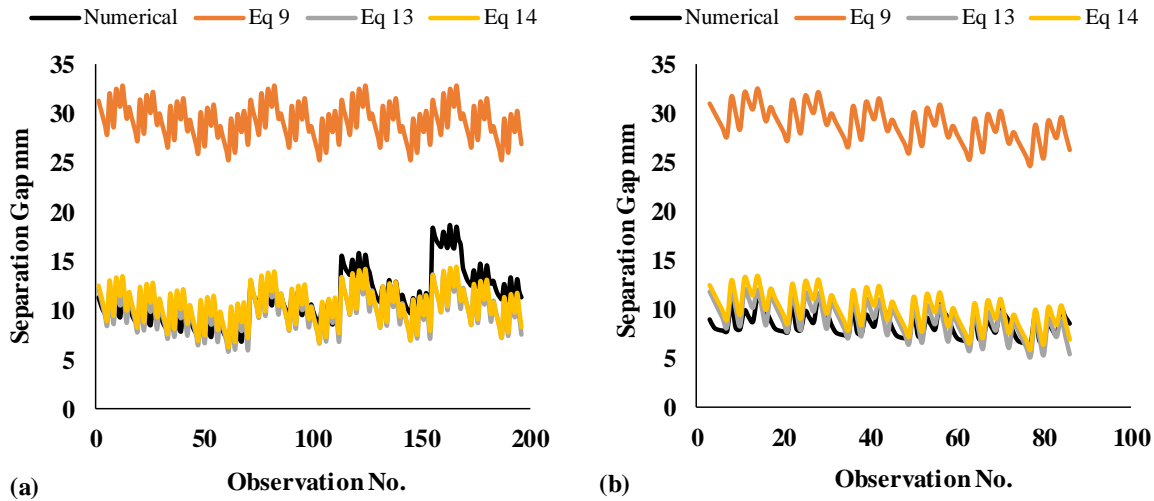 Numerical Eq 9 Eq 13 Eq 14
35
30
25
20
15
10
5
0
Separation Gap mm
0 50 100 150 200
Observation No.
(a)
Numerical Eq 9 Eq 13 Eq 14
35
30
25
20
15
10
5
0
Separation Gap mm
0 20 40 60 80 100
Observation No.
(b)